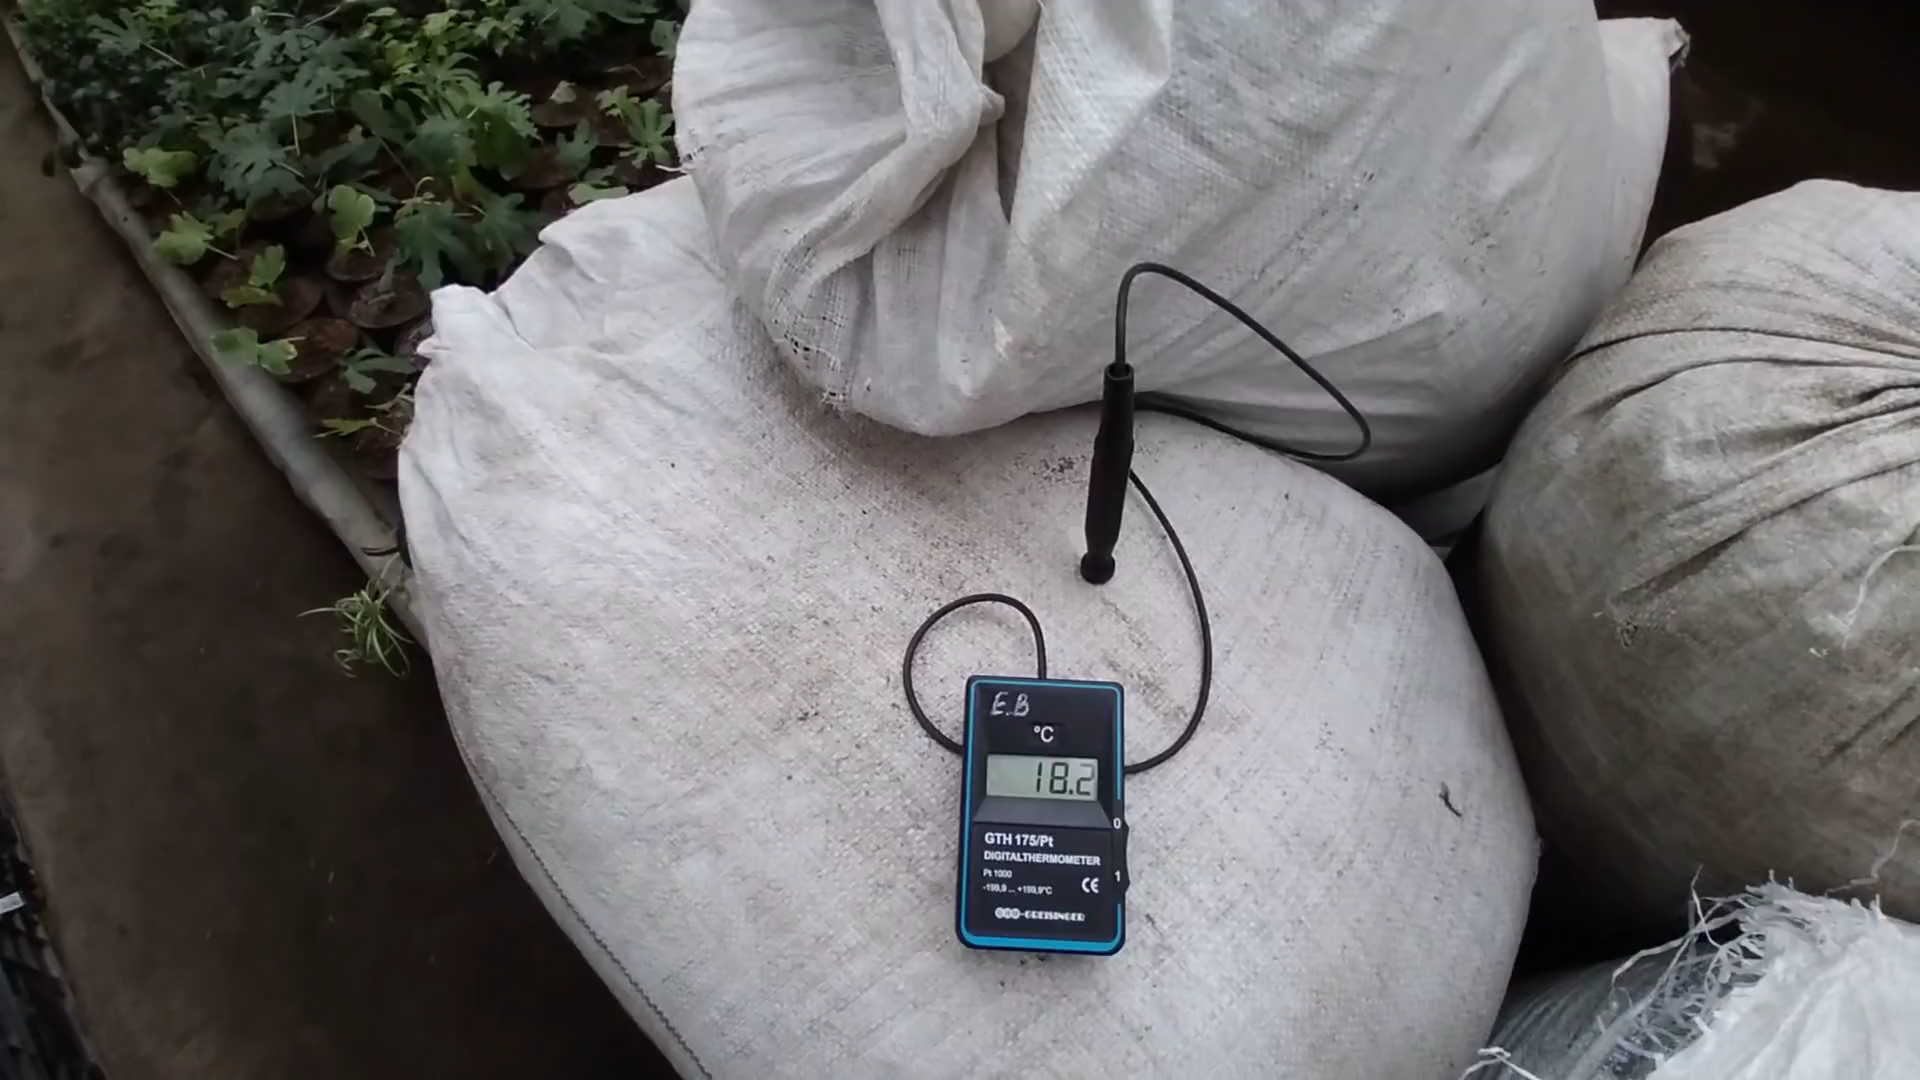 E.B
°C
18.2
0
GTH 175/Pt
DIGITALTHERMOMETER
Pt 1000
1
-199,9 ... +199,9°C
CE
GREISINGER